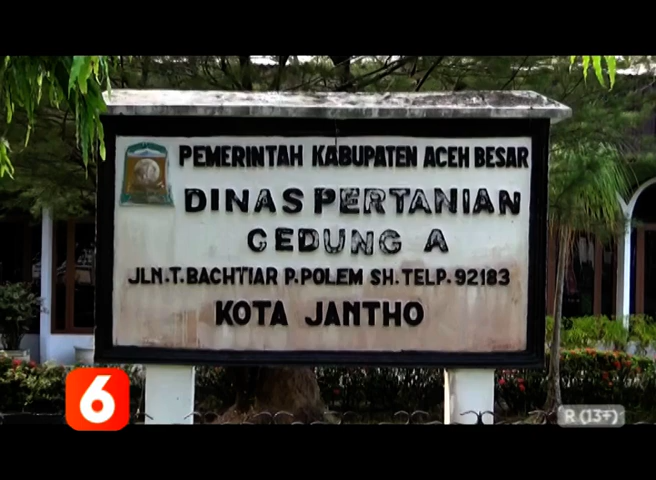 PEMERINTAH KABUPATEN ACEH BESAR
DINAS PERTANIAN
GEDUNG A
JLN.T.BACHTIAR P.POLEM SH.TELP.92183
KOTA JANTHO
6
R (13+)